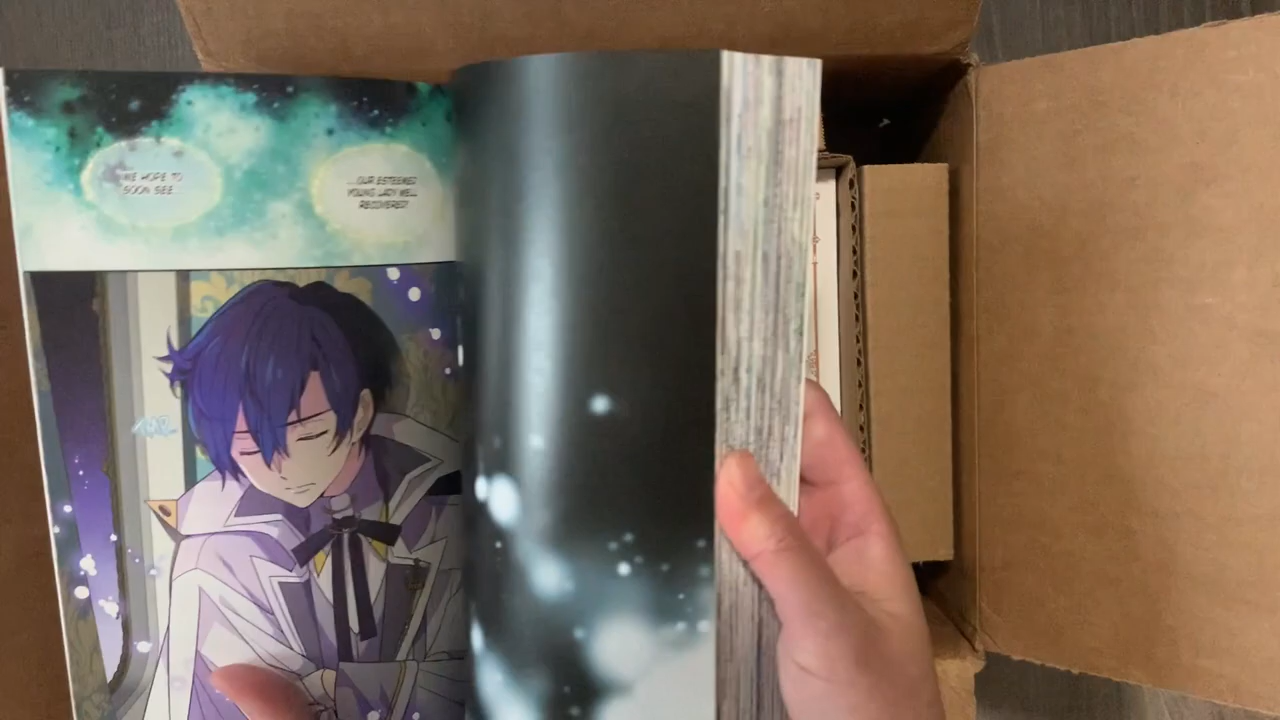 WE HOPE TO
SOON SEE...
...OUR ESTEEMED
YOUNG LADY WELL
RECOVERED!